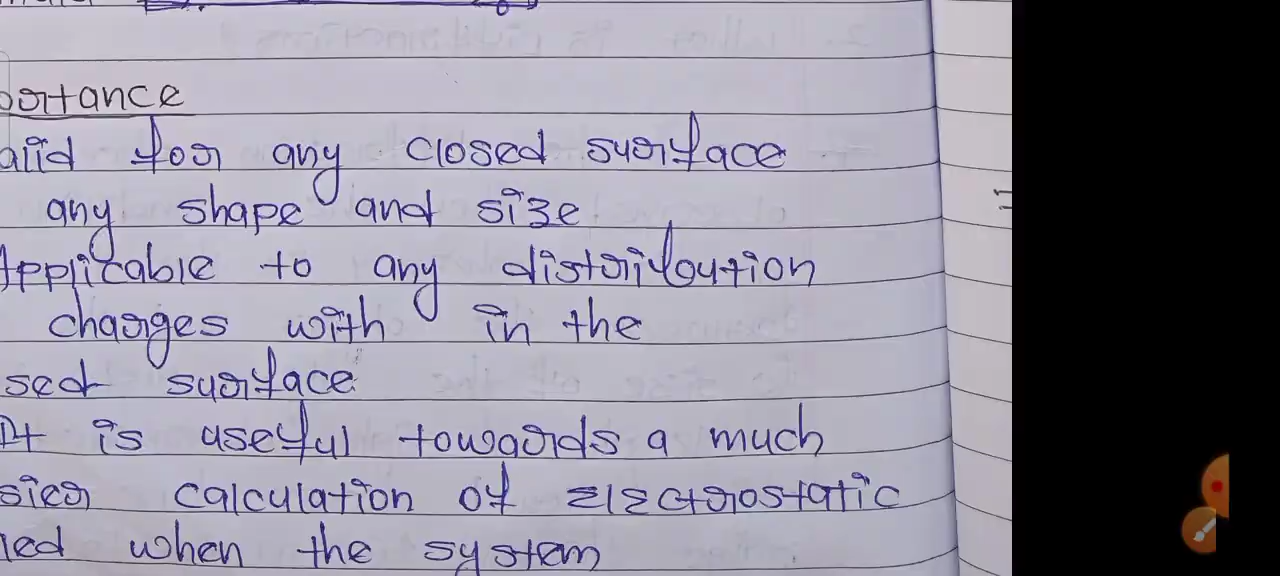 ortance
alid for any closed surface
any shape and size
Applicable to any distribution
charges with in the
sed surface
It is useful towards a much
sier calculation of Electrostatic
ied when the system